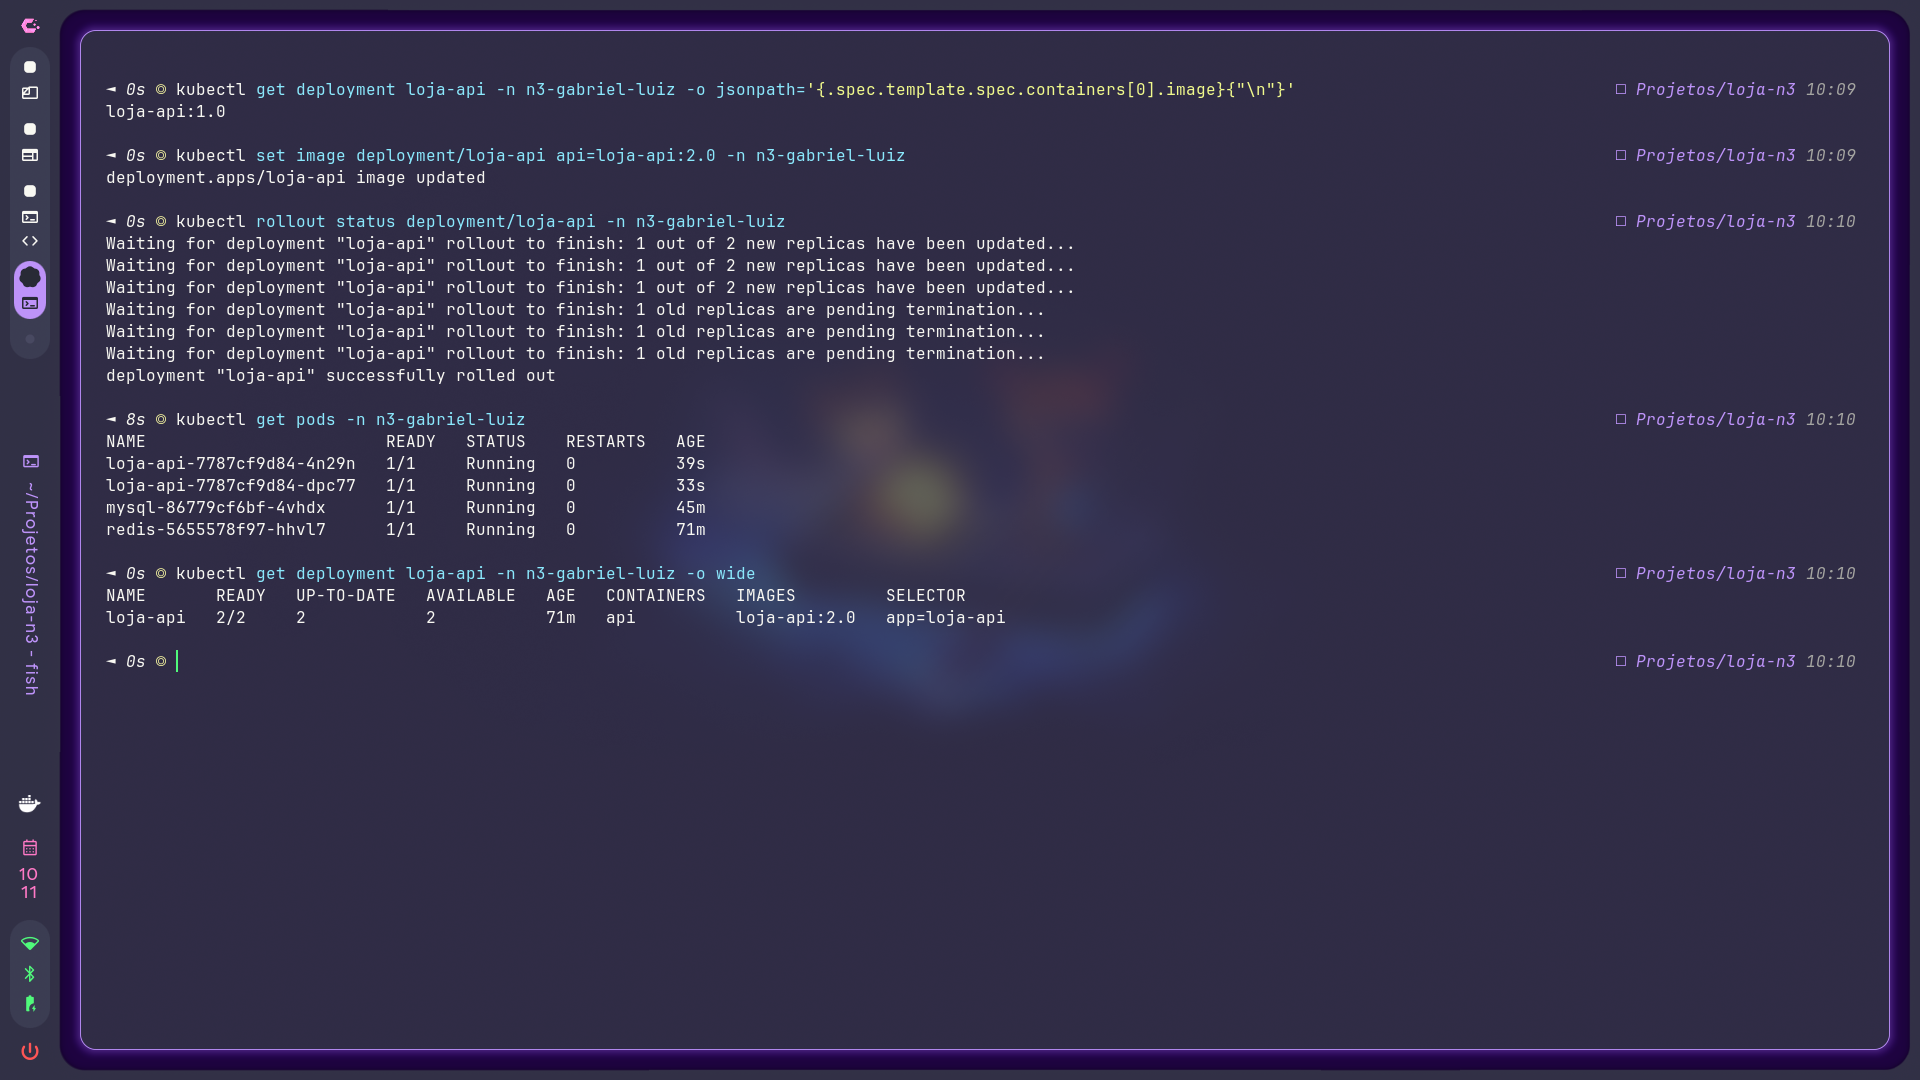 ◄ 0s ◎ kubectl get deployment loja-api -n n3-gabriel-luiz -o jsonpath='{.spec.template.spec.containers[0].image}{"\n"}' □ Projetos/loja-n3 10:09
loja-api:1.0
◄ 0s ◎ kubectl set image deployment/loja-api api=loja-api:2.0 -n n3-gabriel-luiz □ Projetos/loja-n3 10:09
deployment.apps/loja-api image updated
◄ 0s ◎ kubectl rollout status deployment/loja-api -n n3-gabriel-luiz □ Projetos/loja-n3 10:10
Waiting for deployment "loja-api" rollout to finish: 1 out of 2 new replicas have been updated...
Waiting for deployment "loja-api" rollout to finish: 1 out of 2 new replicas have been updated...
Waiting for deployment "loja-api" rollout to finish: 1 out of 2 new replicas have been updated...
Waiting for deployment "loja-api" rollout to finish: 1 old replicas are pending termination...
Waiting for deployment "loja-api" rollout to finish: 1 old replicas are pending termination...
Waiting for deployment "loja-api" rollout to finish: 1 old replicas are pending termination...
deployment "loja-api" successfully rolled out
◄ 8s ◎ kubectl get pods -n n3-gabriel-luiz □ Projetos/loja-n3 10:10
NAME READY STATUS RESTARTS AGE
loja-api-7787cf9d84-4n29n 1/1 Running 0 39s
loja-api-7787cf9d84-dpc77 1/1 Running 0 33s
mysql-86779cf6bf-4vhdx 1/1 Running 0 45m
redis-5655578f97-hhvl7 1/1 Running 0 71m
◄ 0s ◎ kubectl get deployment loja-api -n n3-gabriel-luiz -o wide □ Projetos/loja-n3 10:10
NAME READY UP-TO-DATE AVAILABLE AGE CONTAINERS IMAGES SELECTOR
loja-api 2/2 2 2 71m api loja-api:2.0 app=loja-api
◄ 0s ◎ □ Projetos/loja-n3 10:10
~/Projetos/loja-n3 - fish
10
11